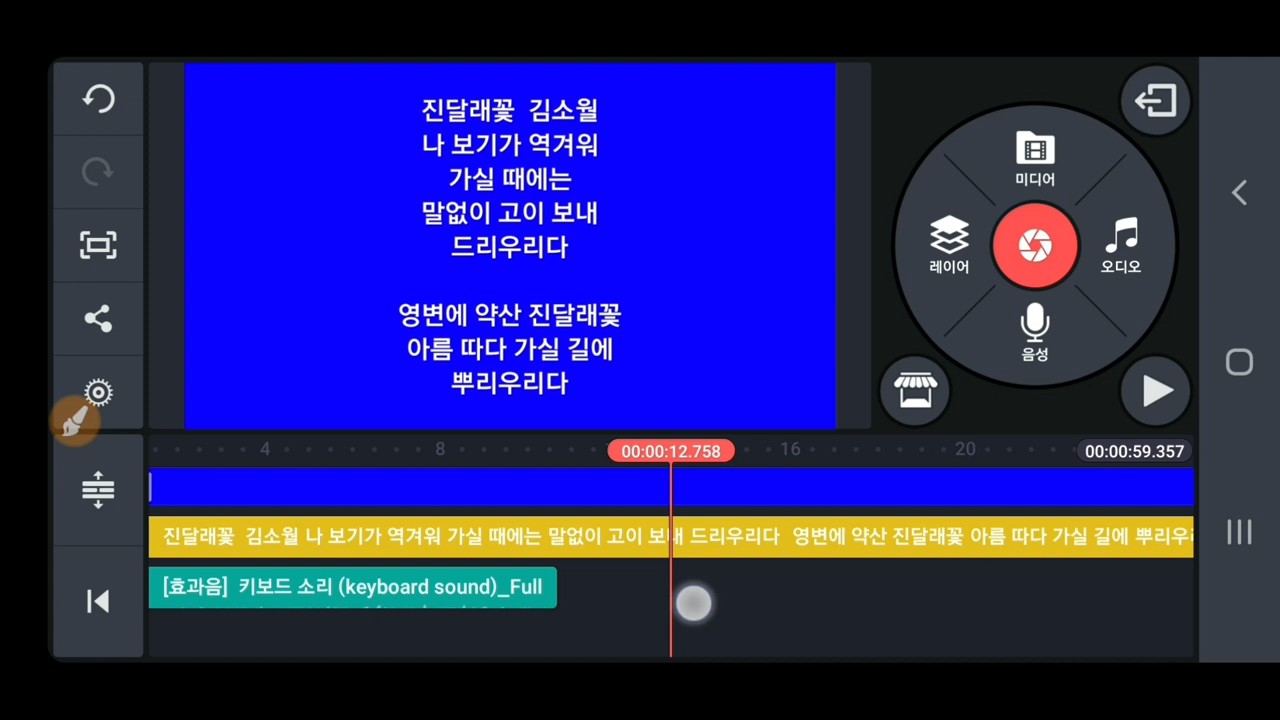 진달래꽃  김소월
나 보기가 역겨워
가실 때에는
말없이 고이 보내
드리우리다
영변에 약산 진달래꽃
아름 따다 가실 길에
뿌리우리다
미디어
레이어
오디오
음성
4
8
00:00:12.758
16
20
00:00:59.357
진달래꽃  김소월 나 보기가 역겨워 가실 때에는 말없이 고이 보내 드리우리다  영변에 약산 진달래꽃 아름 따다 가실 길에 뿌리우
[효과음]  키보드 소리 (keyboard sound)_Full